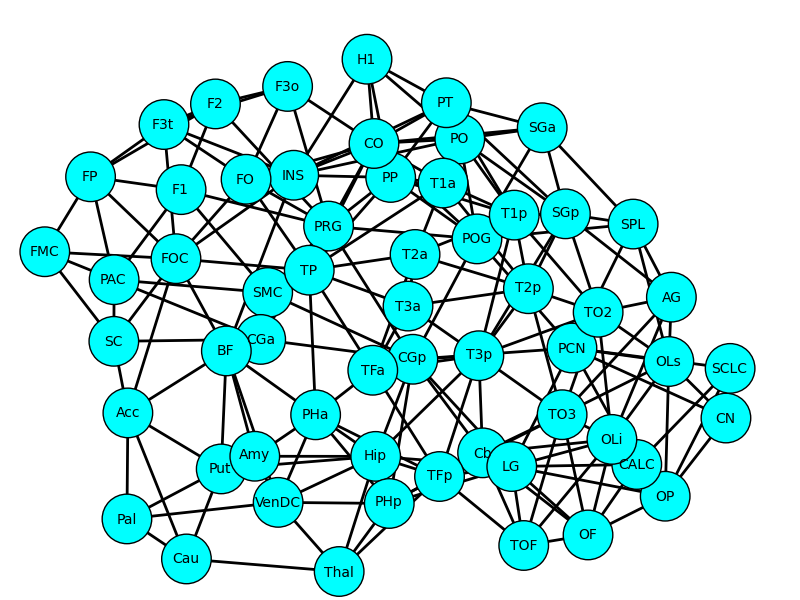 H1
F3o
F2
PT
F3t
SGa
CO
PO
FP
F1
FO
INS
PP
T1a
PRG
T1p
SGp
SPL
POG
FMC
FOC
T2a
PAC
SMC
TP
T2p
AG
T3a
TO2
SC
CGa
BF
CGp
T3p
PCN
OLs
SCLC
TFa
Acc
PHa
TO3
CN
OLi
Put
Amy
Hip
Cb
LG
CALC
TFp
VenDC
PHp
OP
Pal
TOF
OF
Cau
Thal